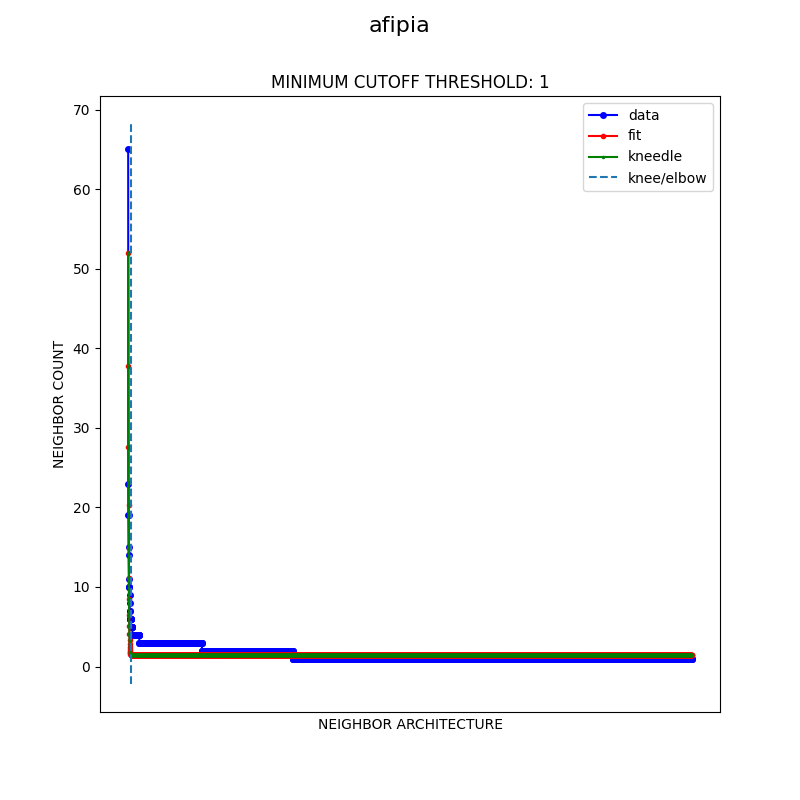 afipia
MINIMUM CUTOFF THRESHOLD: 1
70
60
50
40
30
20
10
0
NEIGHBOR COUNT
data
fit
kneedle
knee/elbow
NEIGHBOR ARCHITECTURE